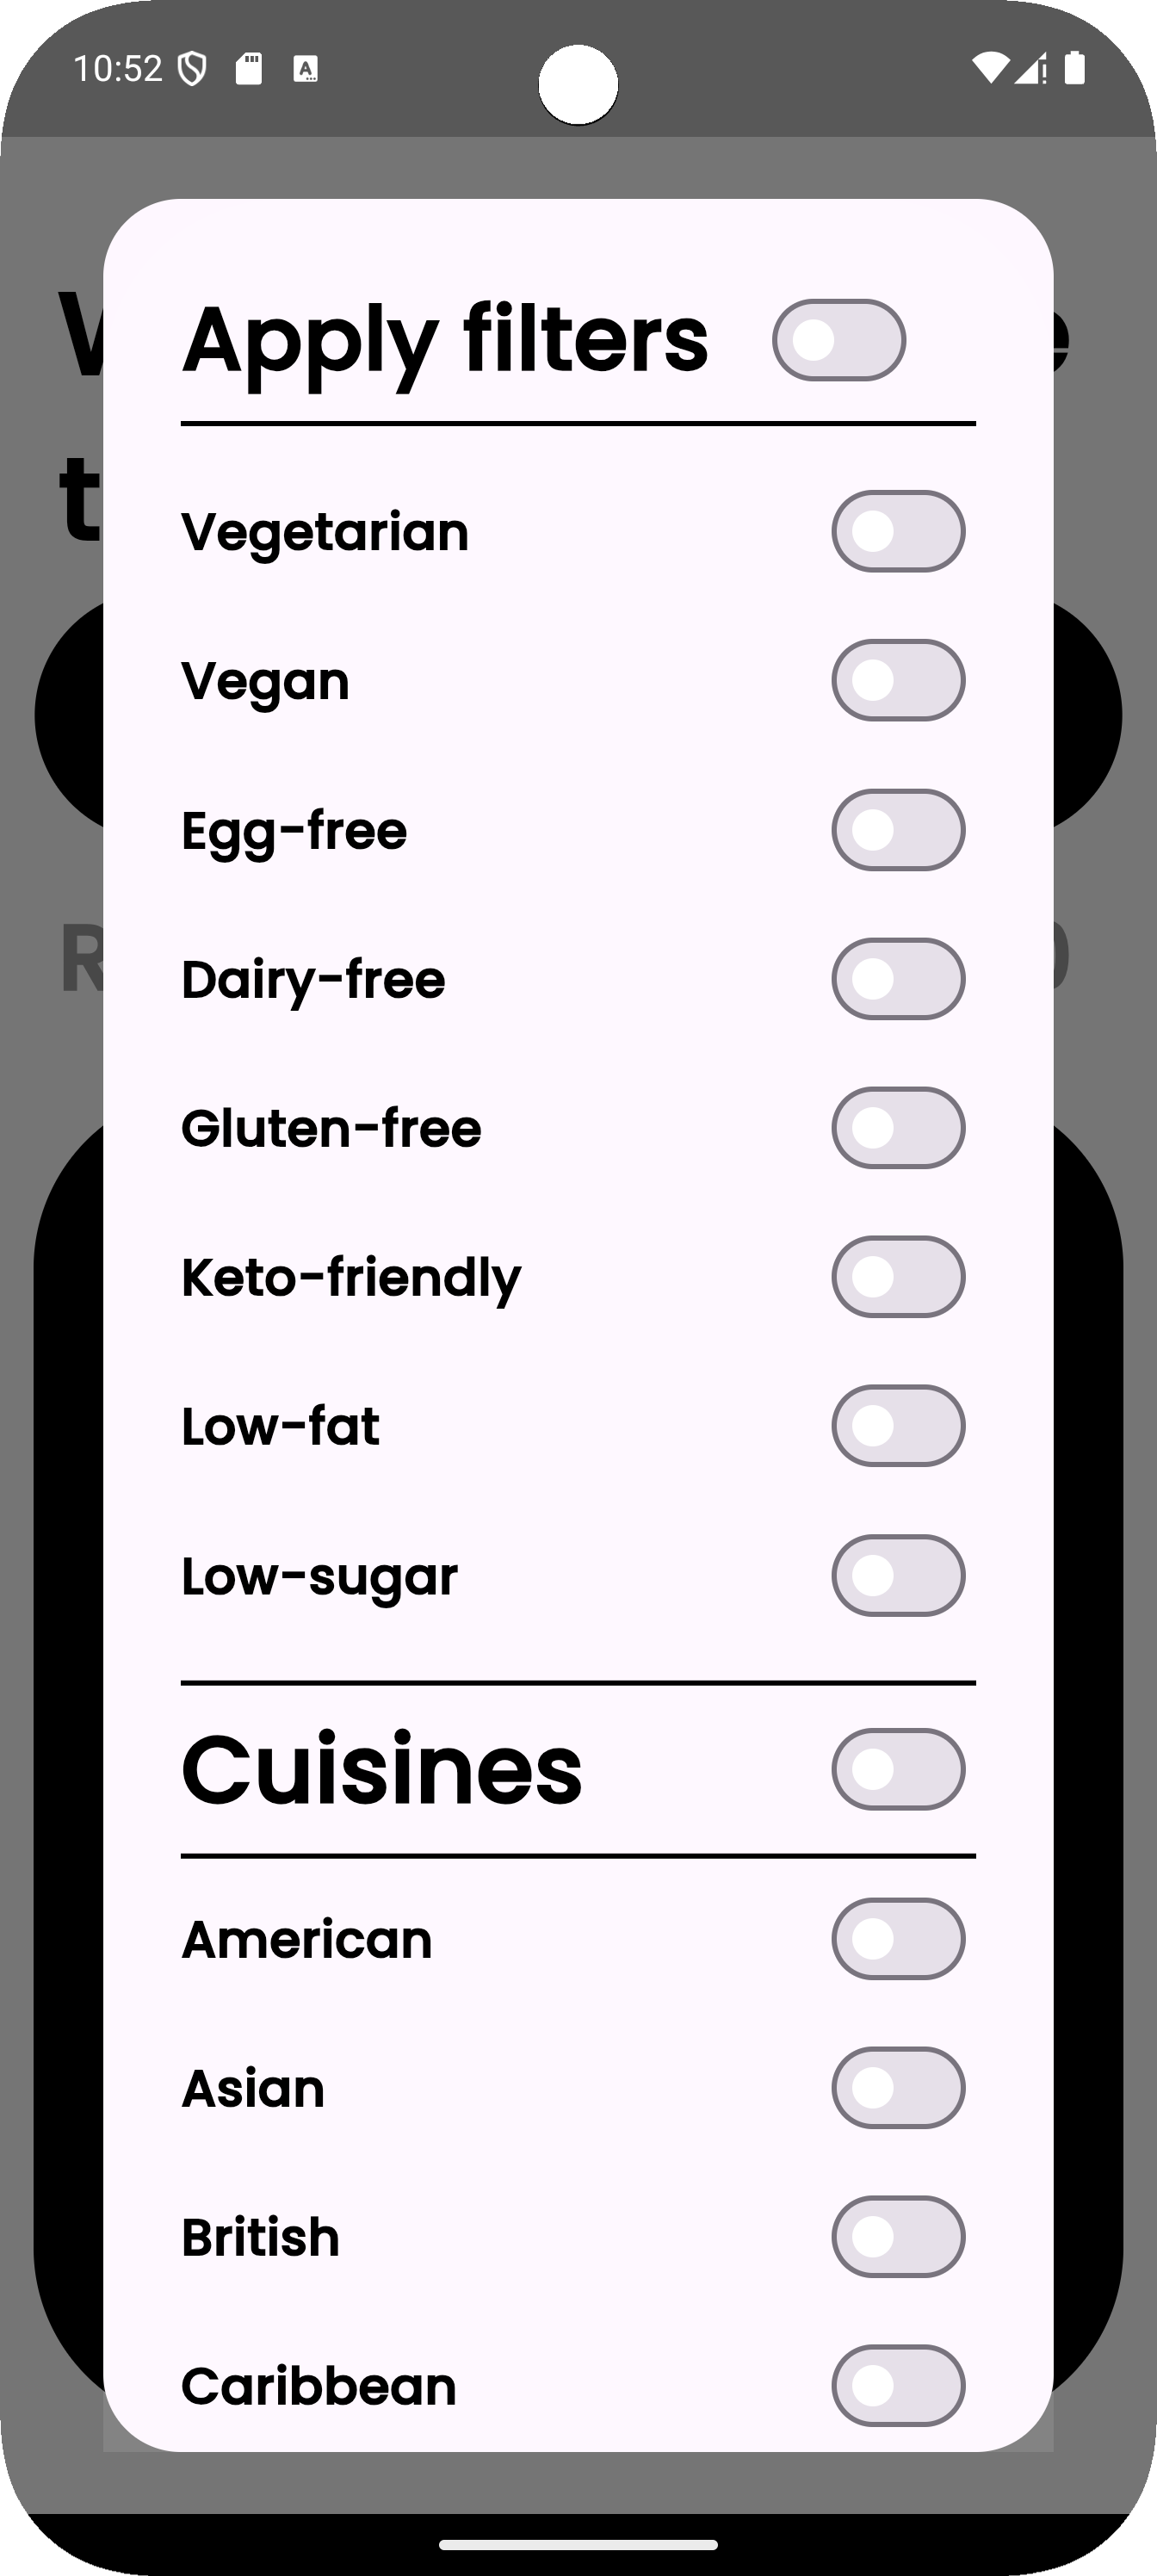 10:52
Apply filters
Vegetarian
Vegan
Egg-free
Dairy-free
Gluten-free
Keto-friendly
Low-fat
Low-sugar
Cuisines
American
Asian
British
Caribbean